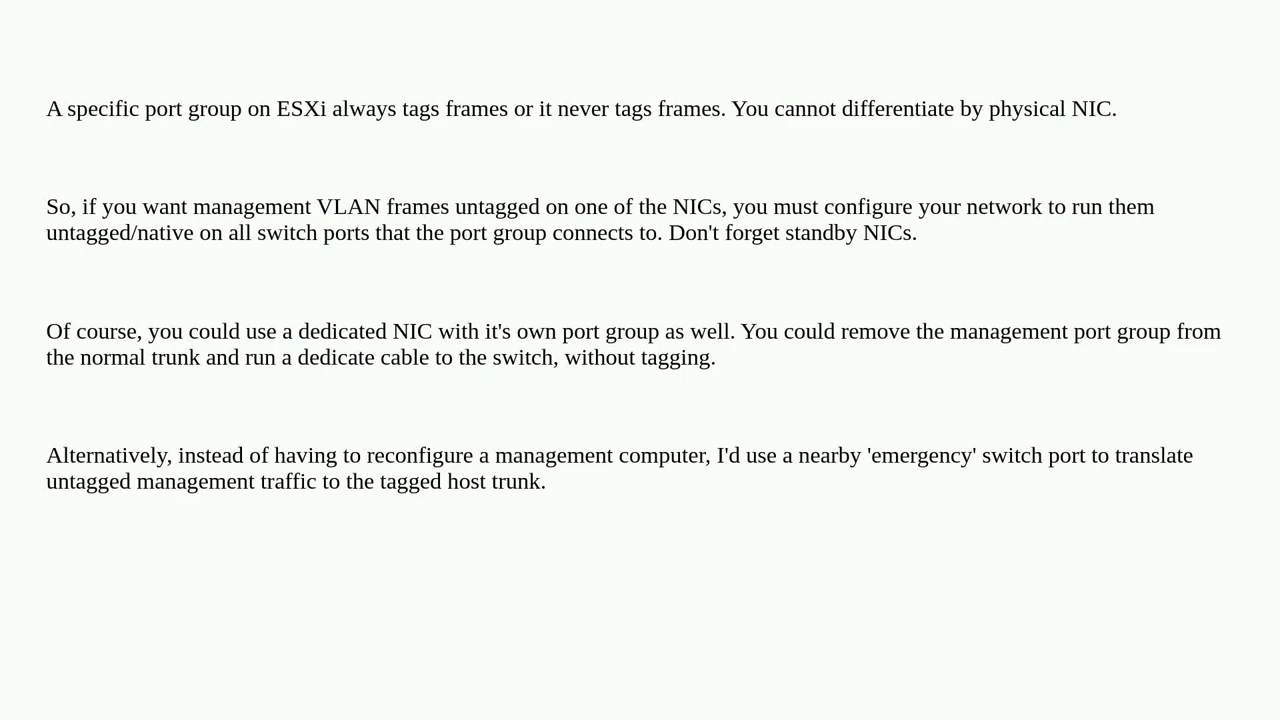 A specific port group on ESXi always tags frames or it never tags frames. You cannot differentiate by physical NIC.
So, if you want management VLAN frames untagged on one of the NICs, you must configure your network to run them
untagged/native on all switch ports that the port group connects to. Don't forget standby NICs.
Of course, you could use a dedicated NIC with it's own port group as well. You could remove the management port group from
the normal trunk and run a dedicate cable to the switch, without tagging.
Alternatively, instead of having to reconfigure a management computer, I'd use a nearby 'emergency' switch port to translate
untagged management traffic to the tagged host trunk.